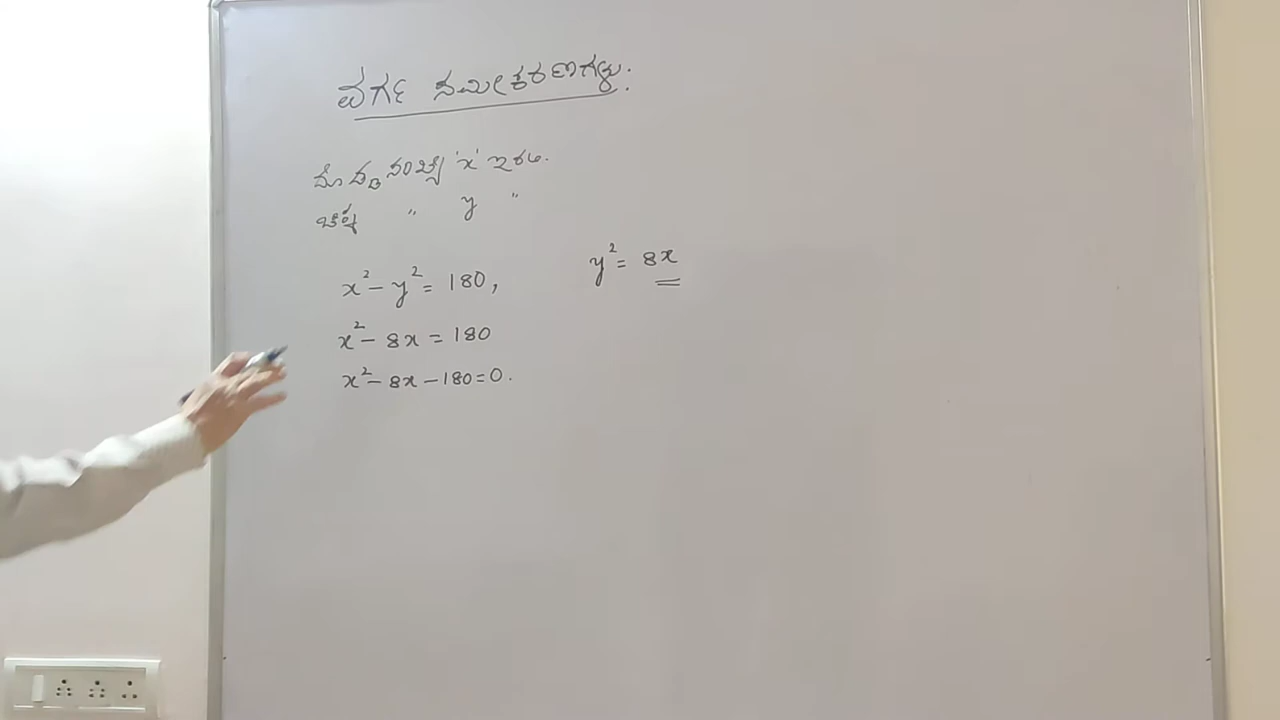 ವರ್ಗ ಸಮೀಕರಣಗಳು.
ದೊಡ್ಡ ಸಂಖ್ಯೆ 'x' ಇರಲಿ.
ಚಿಕ್ಕ " y "
x² - y² = 180, y² = 8x
x² - 8x = 180
x² - 8x - 180 = 0.